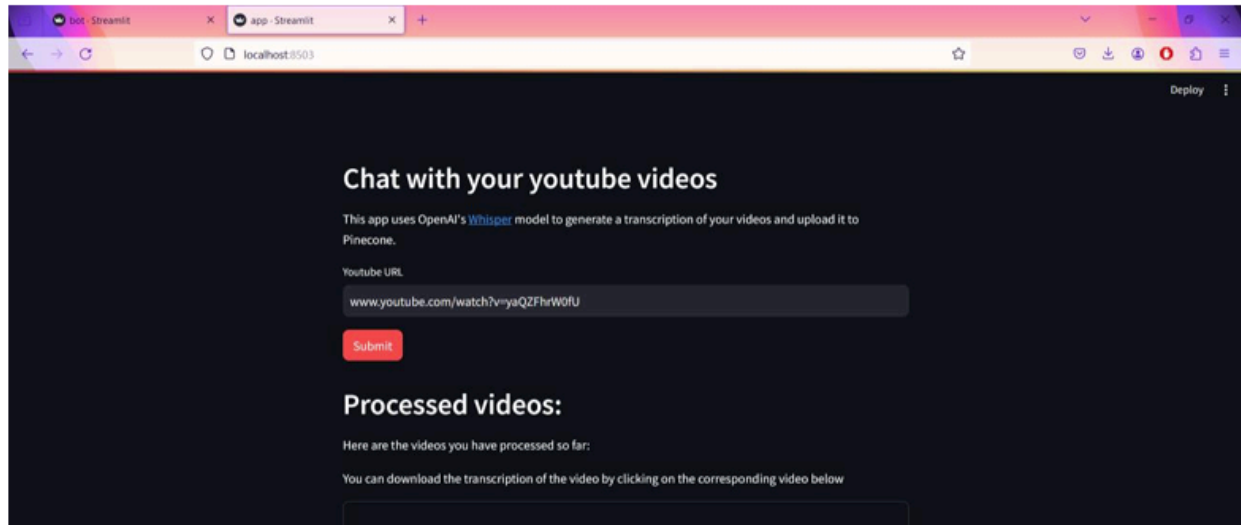 bot · Streamlit
app · Streamlit
localhost:8503
Deploy
Chat with your youtube videos
This app uses OpenAI's Whisper model to generate a transcription of your videos and upload it to
Pinecone.
Youtube URL
www.youtube.com/watch?v=yaQZFhrW0fU
Submit
Processed videos:
Here are the videos you have processed so far:
You can download the transcription of the video by clicking on the corresponding video below